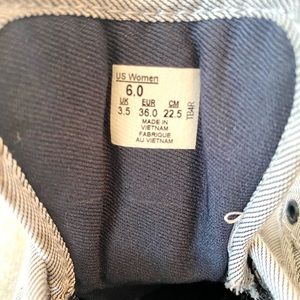 US Women
6.0
UK EUR CM
3.5 36.0 22.5
MADE IN
VIETNAM
FABRIQUE
AU VIETNAM
TB4R